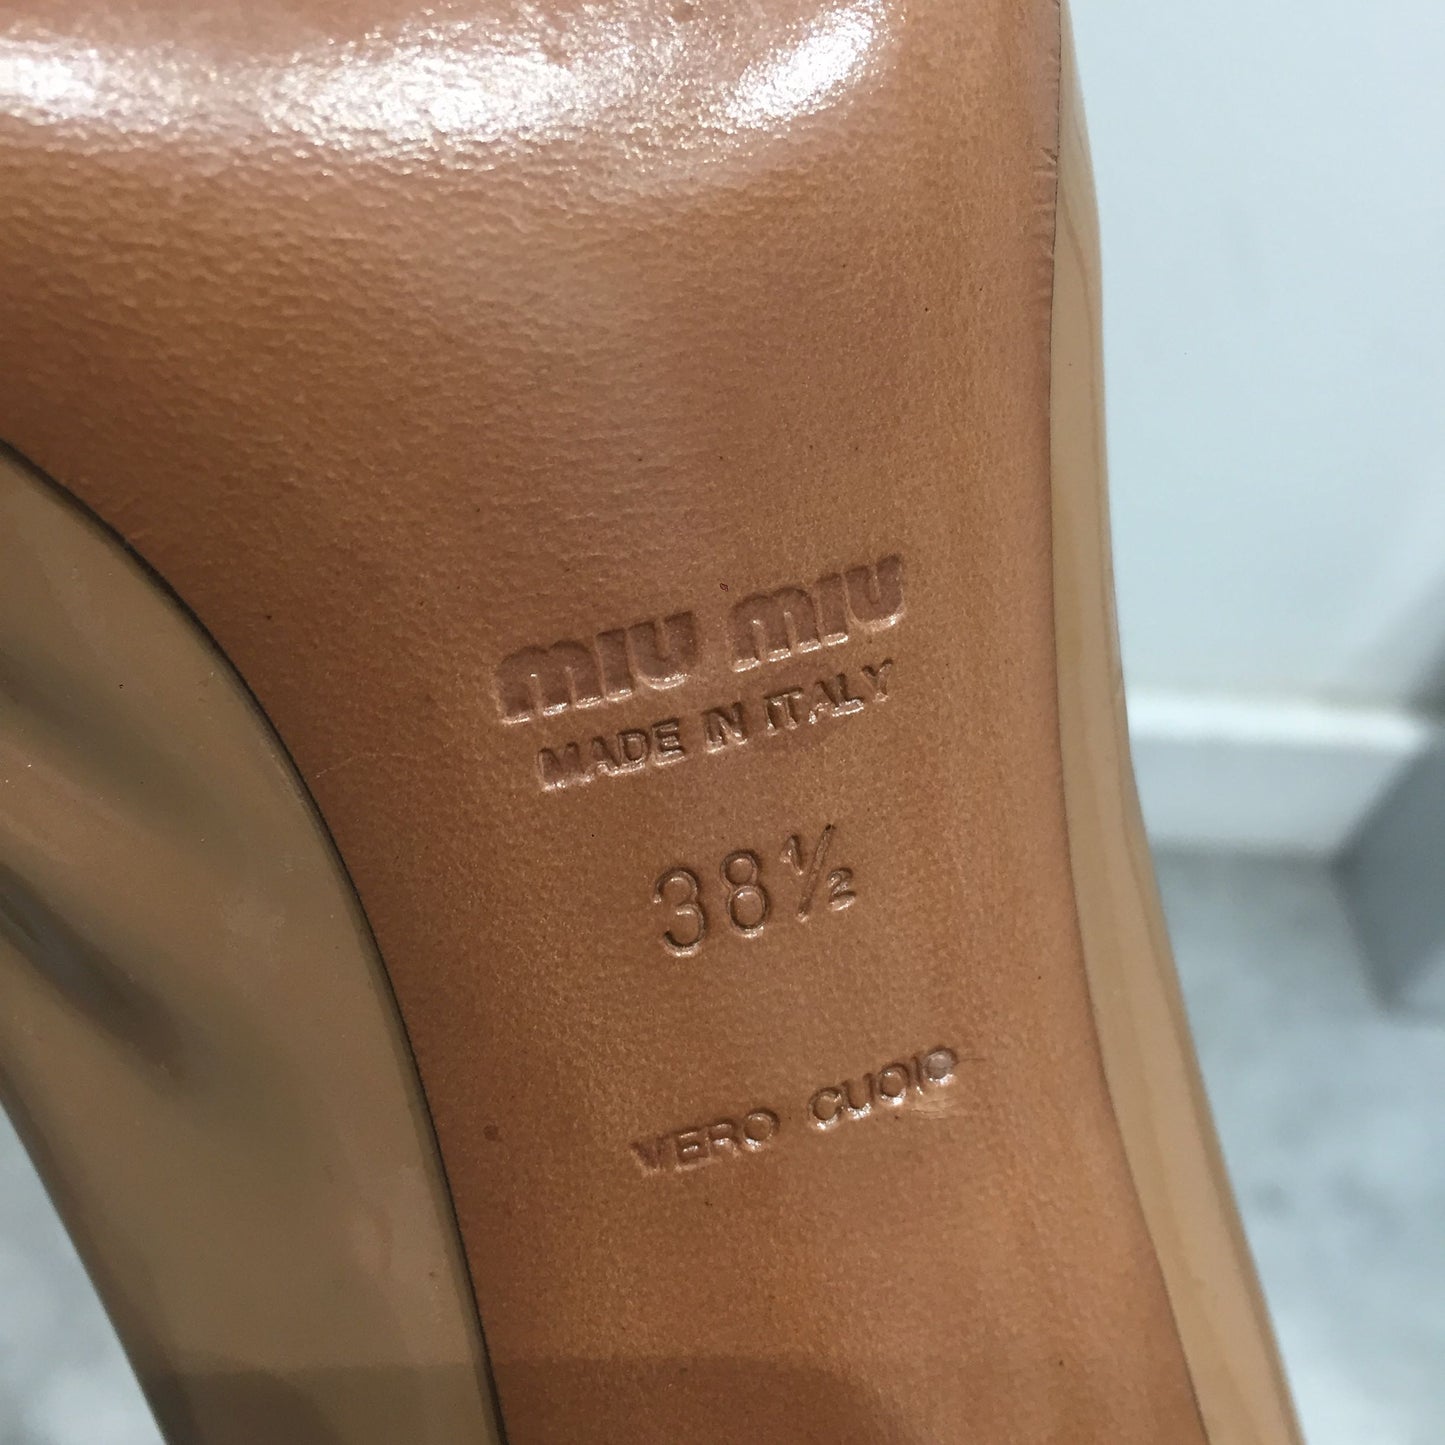 MIU MIU
MADE IN ITALY
38½
VERO CUOIO